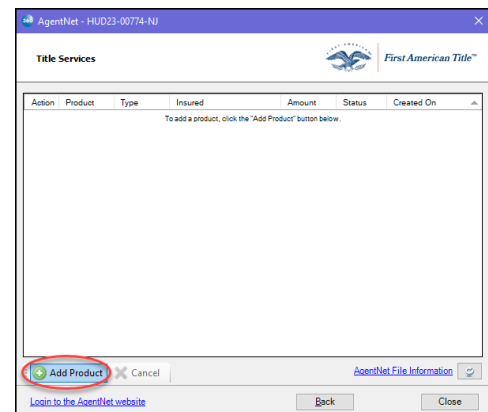 AgentNet - HUD23-00774-NJ
Title Services
First American Title™
Action Product Type Insured Amount Status Created On
To add a product, click the "Add Product" button below.
Add Product Cancel AgentNet File Information
Login to the AgentNet website Back Close